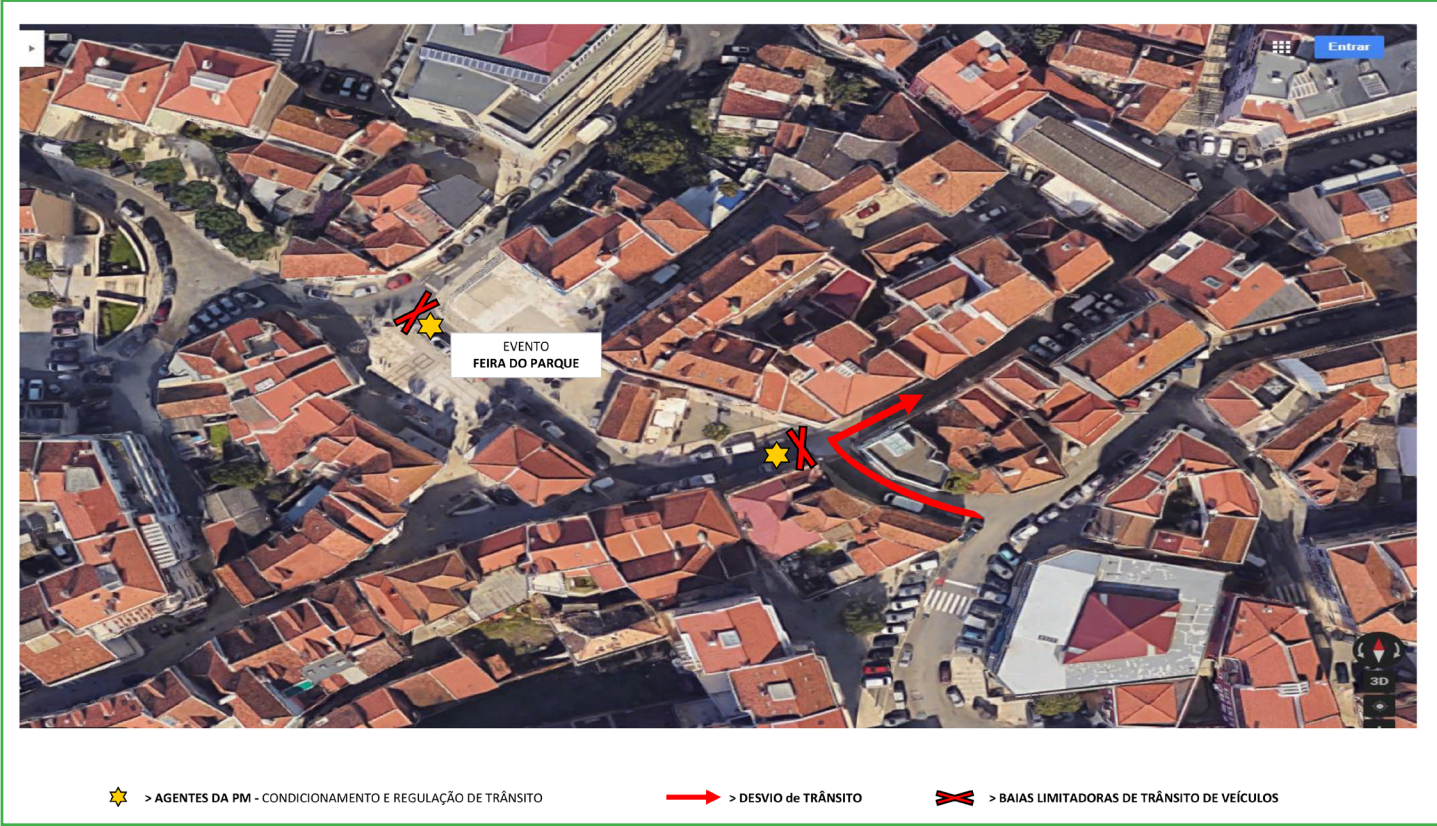 Entrar
EVENTO
FEIRA DO PARQUE
3D
> AGENTES DA PM - CONDICIONAMENTO E REGULAÇÃO DE TRÂNSITO
> DESVIO de TRÂNSITO
> BAIAS LIMITADORAS DE TRÂNSITO DE VEÍCULOS